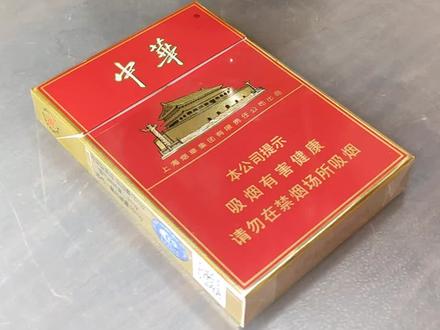 中華
上海烟草集团有限责任公司出品
本公司提示
吸烟有害健康
请勿在禁烟场所吸烟